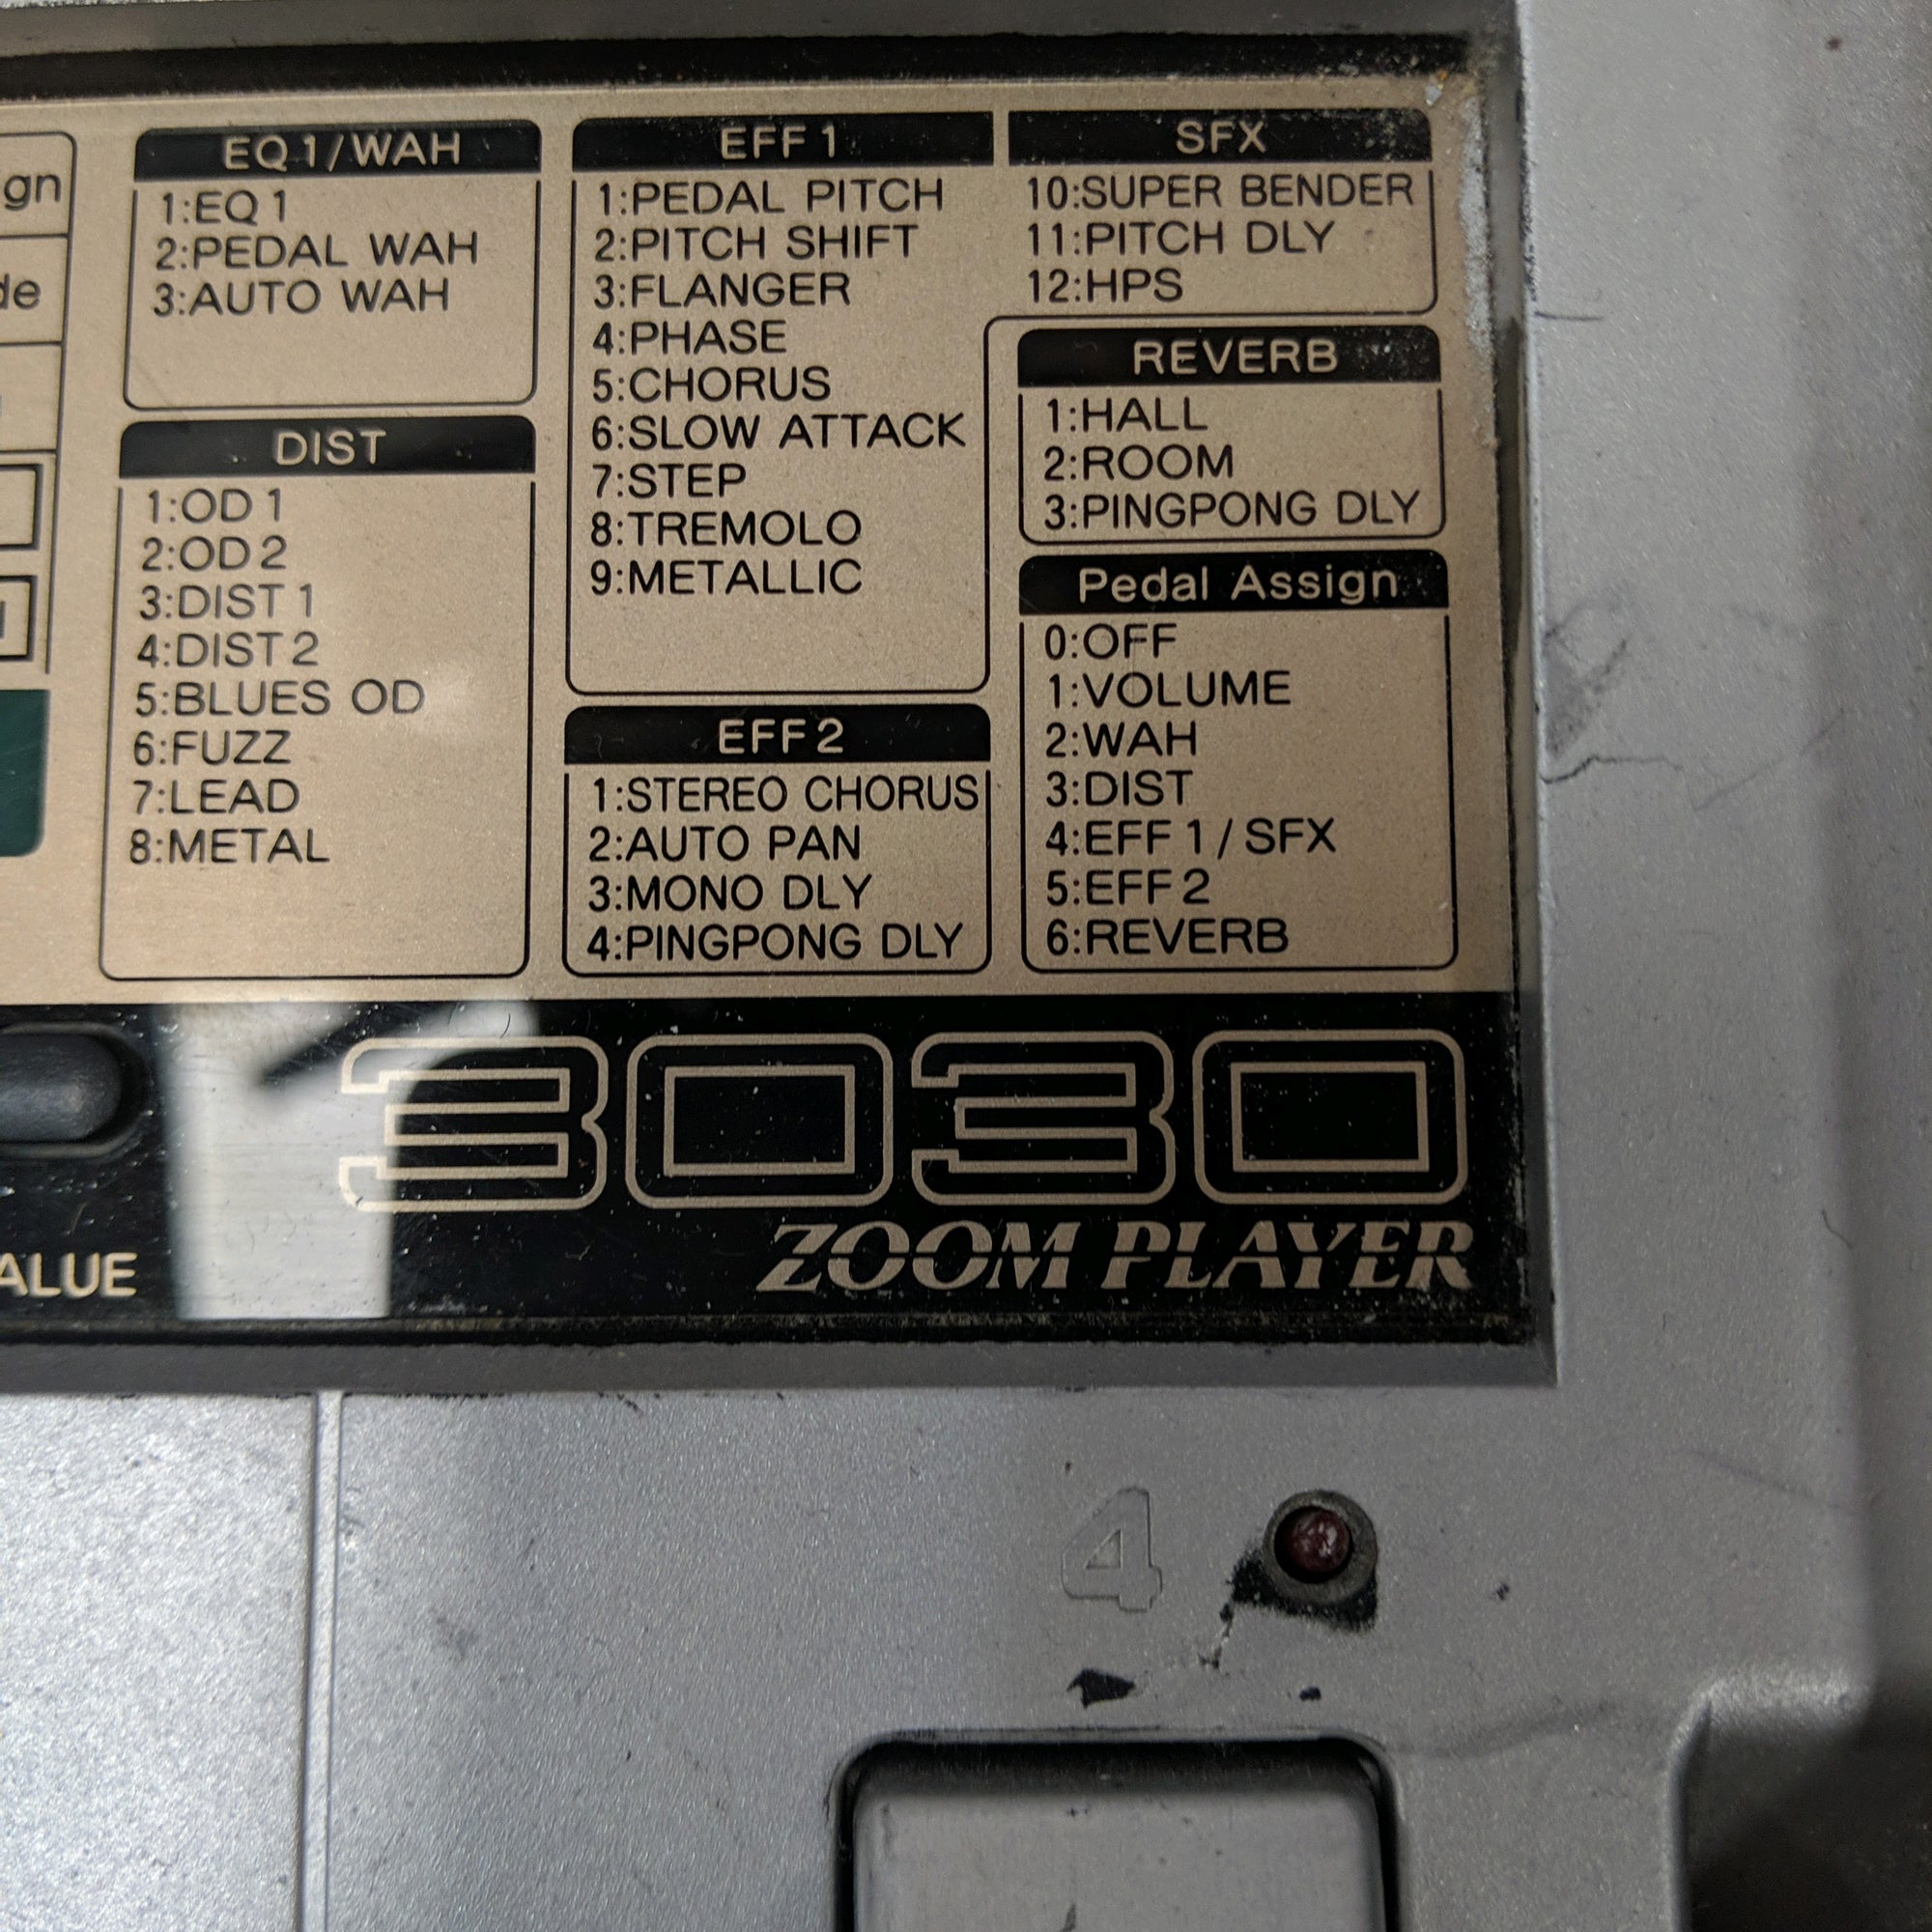 gn
de
EQ 1/WAH
1:EQ 1
2:PEDAL WAH
3:AUTO WAH
DIST
1:OD 1
2:OD 2
3:DIST 1
4:DIST 2
5:BLUES OD
6:FUZZ
7:LEAD
8:METAL
EFF 1
1:PEDAL PITCH
2:PITCH SHIFT
3:FLANGER
4:PHASE
5:CHORUS
6:SLOW ATTACK
7:STEP
8:TREMOLO
9:METALLIC
EFF 2
1:STEREO CHORUS
2:AUTO PAN
3:MONO DLY
4:PINGPONG DLY
SFX
10:SUPER BENDER
11:PITCH DLY
12:HPS
REVERB
1:HALL
2:ROOM
3:PINGPONG DLY
Pedal Assign
0:OFF
1:VOLUME
2:WAH
3:DIST
4:EFF 1 / SFX
5:EFF 2
6:REVERB
3030
ZOOM PLAYER
ALUE
4